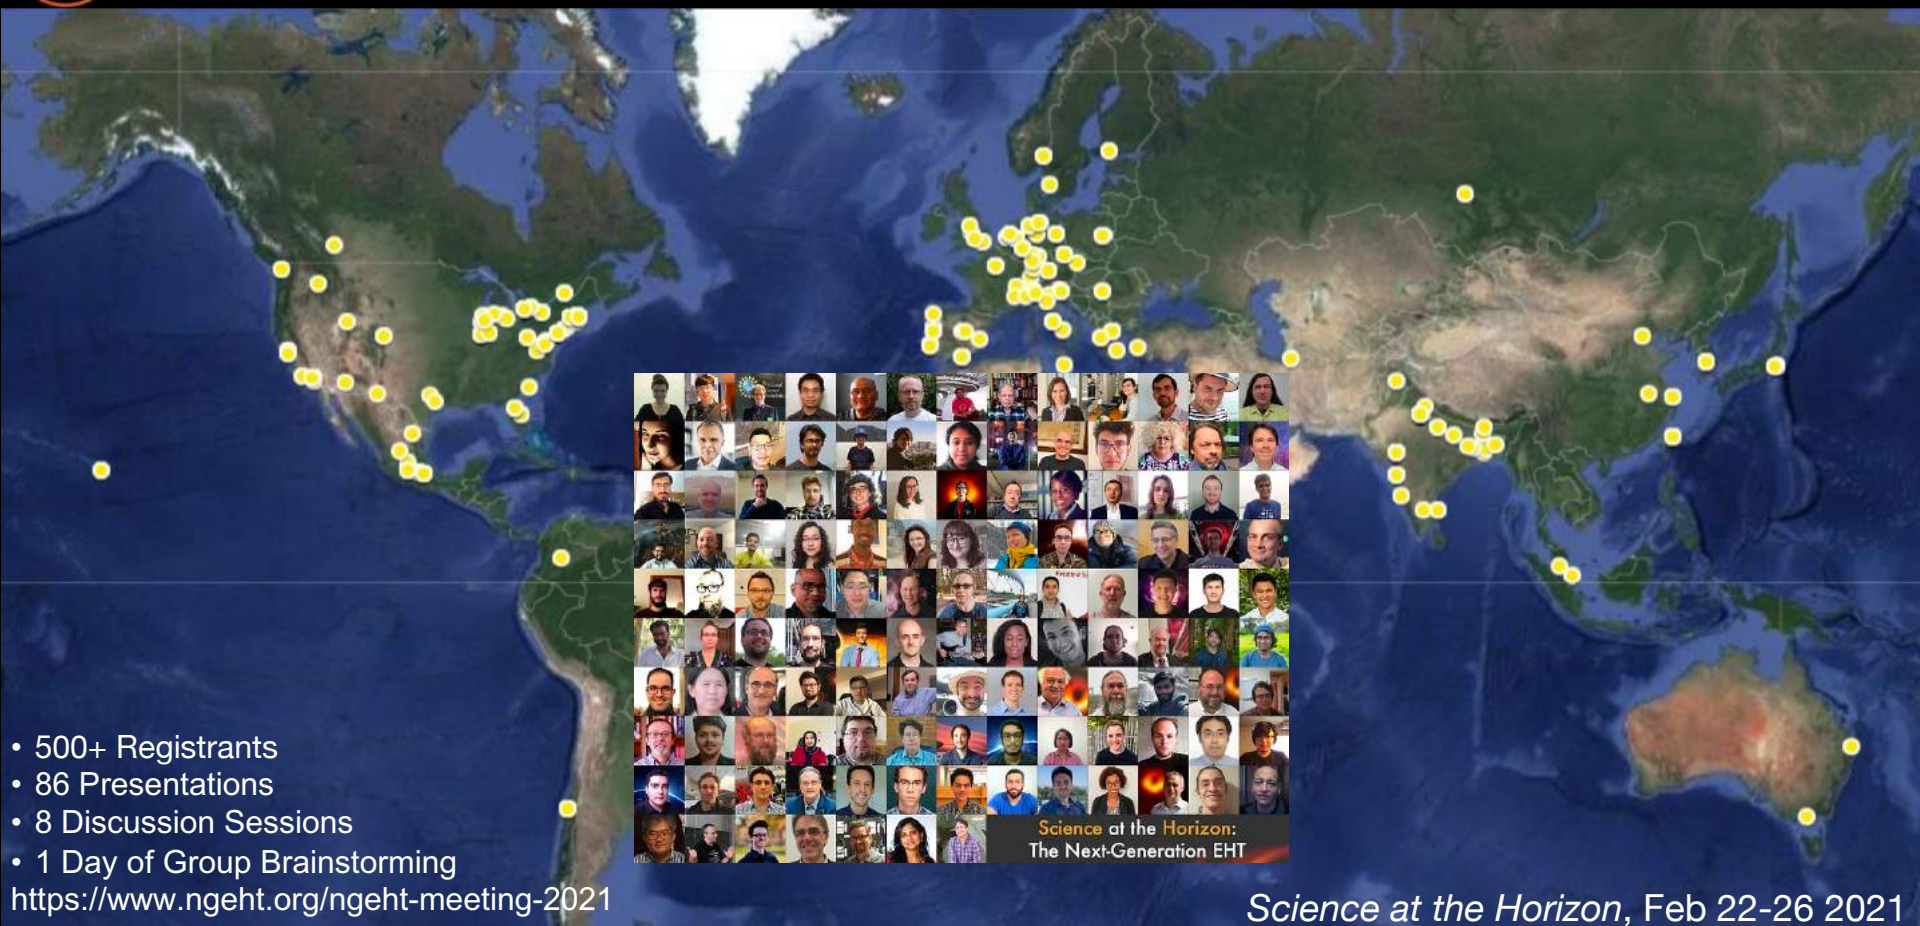 • 500+ Registrants
• 86 Presentations
• 8 Discussion Sessions
• 1 Day of Group Brainstorming
https://www.ngeht.org/ngeht-meeting-2021
Science at the Horizon:
The Next-Generation EHT
Science at the Horizon, Feb 22-26 2021